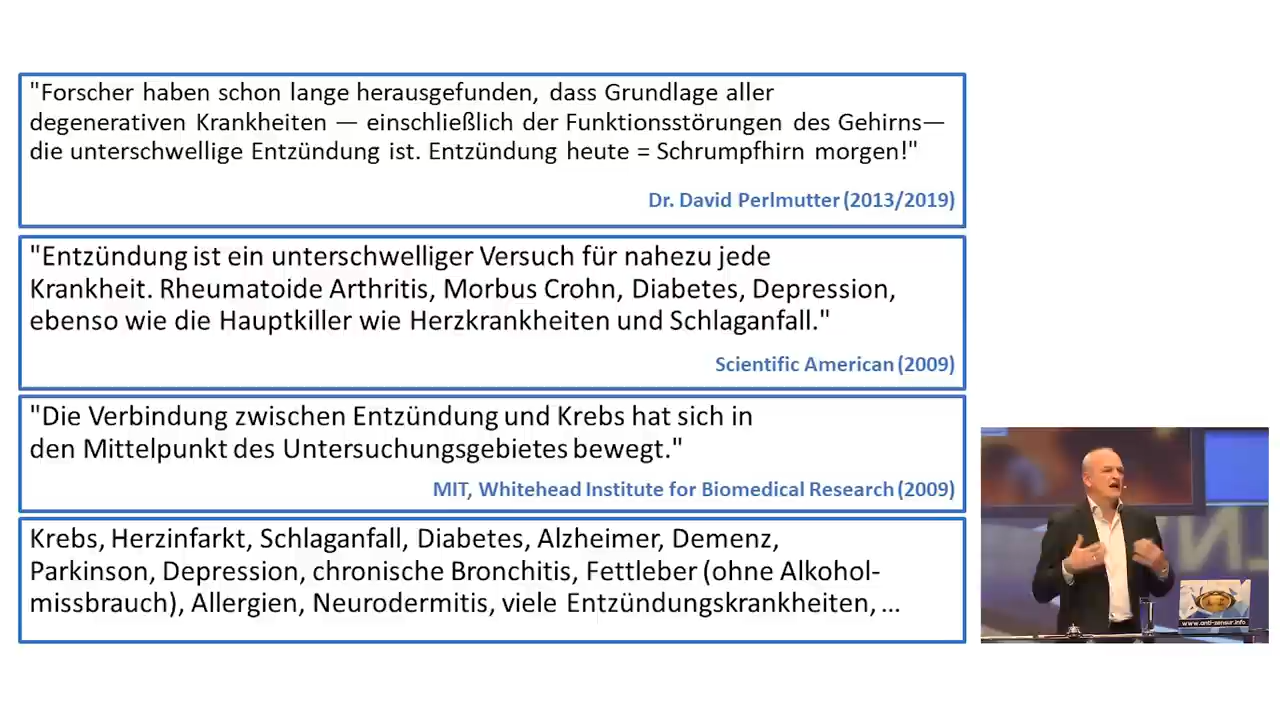 "Forscher haben schon lange herausgefunden, dass Grundlage aller
degenerativen Krankheiten — einschließlich der Funktionsstörungen des Gehirns—
die unterschwellige Entzündung ist. Entzündung heute = Schrumpfhirn morgen!"
Dr. David Perlmutter (2013/2019)
"Entzündung ist ein unterschwelliger Versuch für nahezu jede
Krankheit. Rheumatoide Arthritis, Morbus Crohn, Diabetes, Depression,
ebenso wie die Hauptkiller wie Herzkrankheiten und Schlaganfall."
Scientific American (2009)
"Die Verbindung zwischen Entzündung und Krebs hat sich in
den Mittelpunkt des Untersuchungsgebietes bewegt."
MIT, Whitehead Institute for Biomedical Research (2009)
Krebs, Herzinfarkt, Schlaganfall, Diabetes, Alzheimer, Demenz,
Parkinson, Depression, chronische Bronchitis, Fettleber (ohne Alkohol-
missbrauch), Allergien, Neurodermitis, viele Entzündungskrankheiten, ...
www.anti-zensur.info